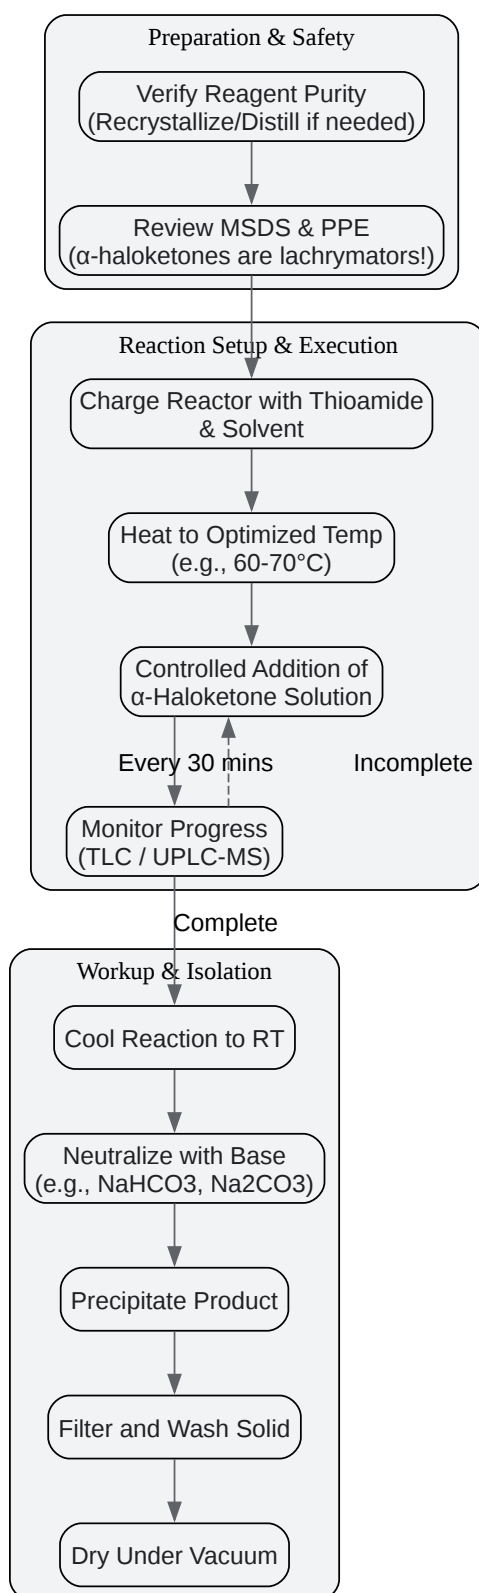 Preparation & Safety
Verify Reagent Purity
(Recrystallize/Distill if needed)
Review MSDS & PPE
(α-haloketones are lachrymators!)
Reaction Setup & Execution
Charge Reactor with Thioamide
& Solvent
Heat to Optimized Temp
(e.g., 60-70°C)
Controlled Addition of
α-Haloketone Solution
Every 30 mins
Incomplete
Monitor Progress
(TLC / UPLC-MS)
Complete
Workup & Isolation
Cool Reaction to RT
Neutralize with Base
(e.g., NaHCO3, Na2CO3)
Precipitate Product
Filter and Wash Solid
Dry Under Vacuum